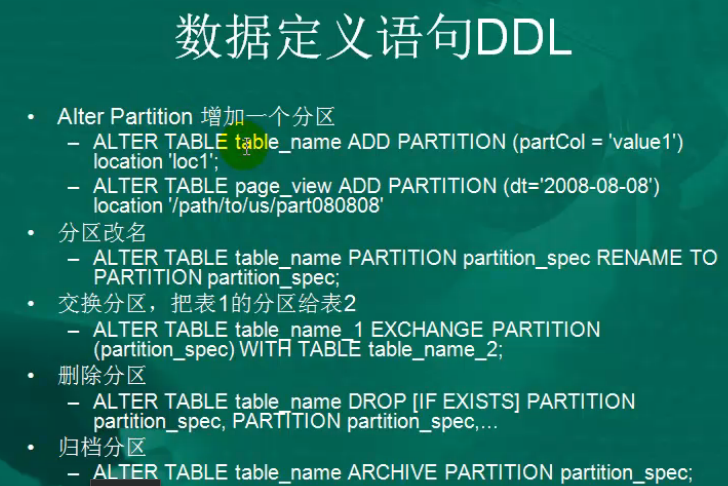 数据定义语句DDL
• Alter Partition 增加一个分区
– ALTER TABLE table_name ADD PARTITION (partCol = 'value1')
location 'loc1';
– ALTER TABLE page_view ADD PARTITION (dt='2008-08-08')
location '/path/to/us/part080808'
• 分区改名
– ALTER TABLE table_name PARTITION partition_spec RENAME TO
PARTITION partition_spec;
• 交换分区，把表1的分区给表2
– ALTER TABLE table_name_1 EXCHANGE PARTITION
(partition_spec) WITH TABLE table_name_2;
• 删除分区
– ALTER TABLE table_name DROP [IF EXISTS] PARTITION
partition_spec, PARTITION partition_spec,...
• 归档分区
– ALTER TABLE table_name ARCHIVE PARTITION partition_spec;